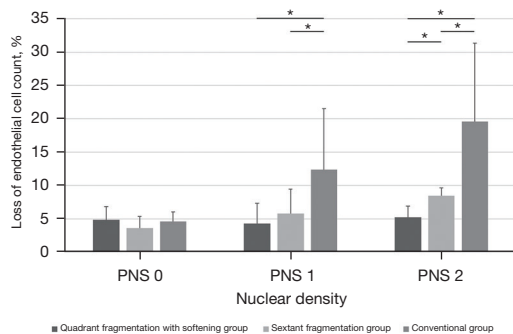 Loss of endothelial cell count, %
35
30
25
20
15
10
5
0
* * * * *
PNS 0 PNS 1 PNS 2
Nuclear density
Quadrant fragmentation with softening group Sextant fragmentation group Conventional group